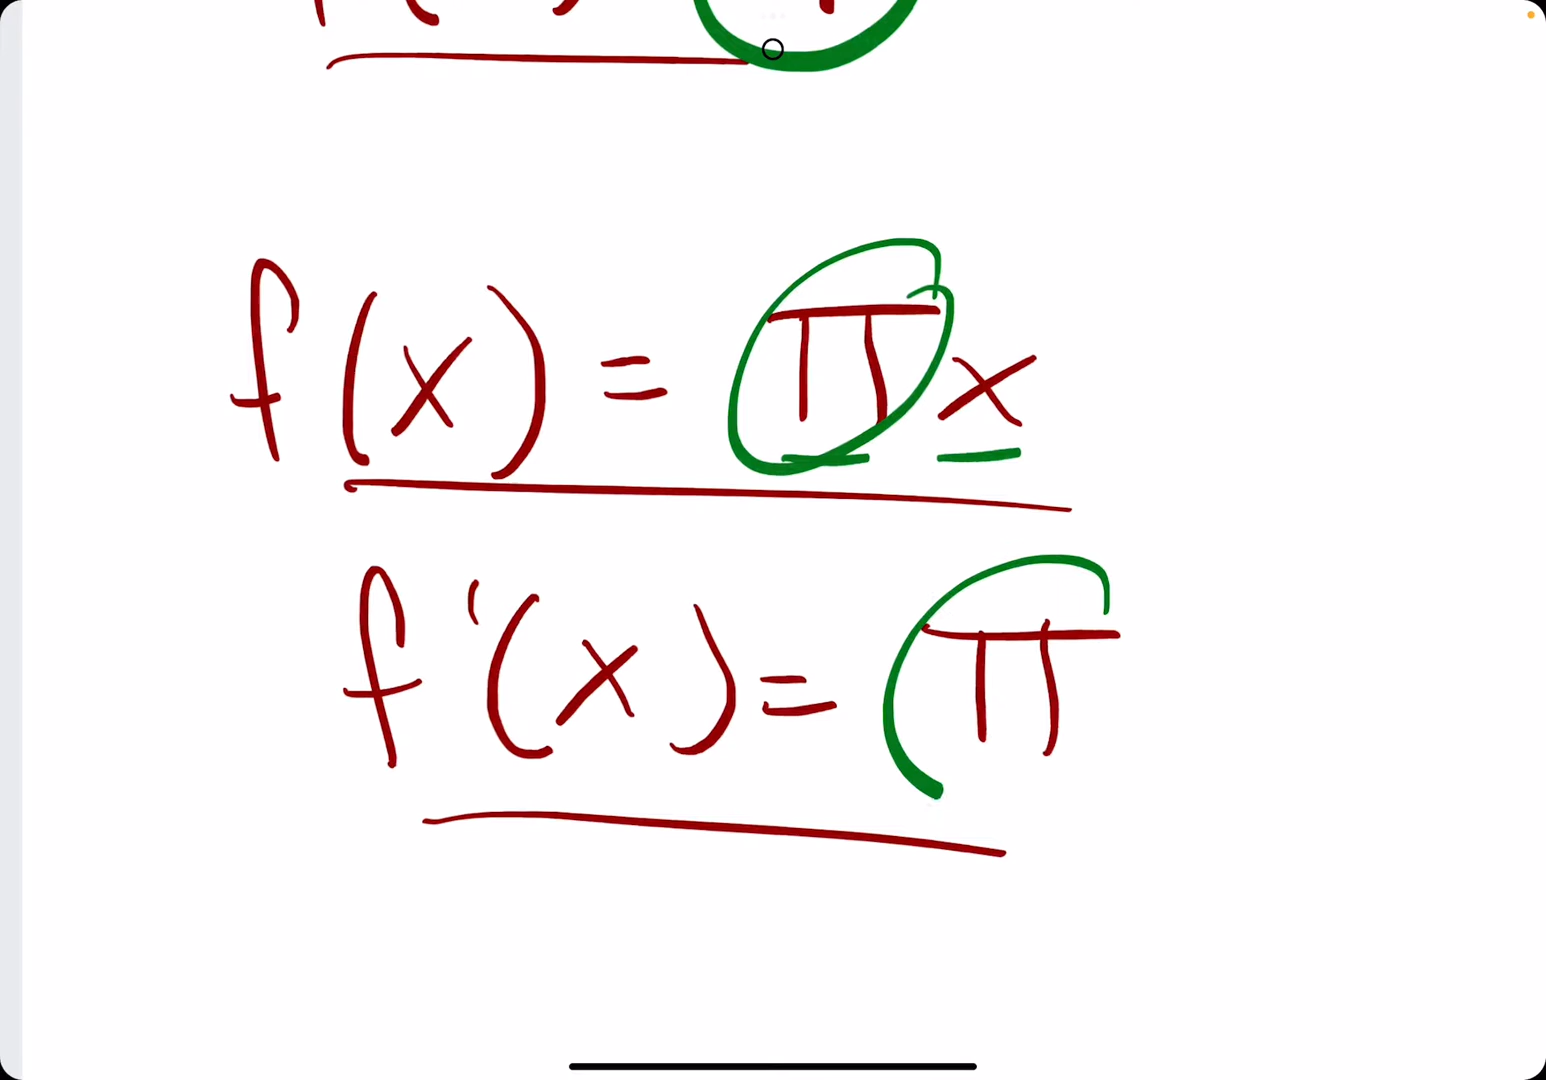 f(x) = πx
f'(x) = π